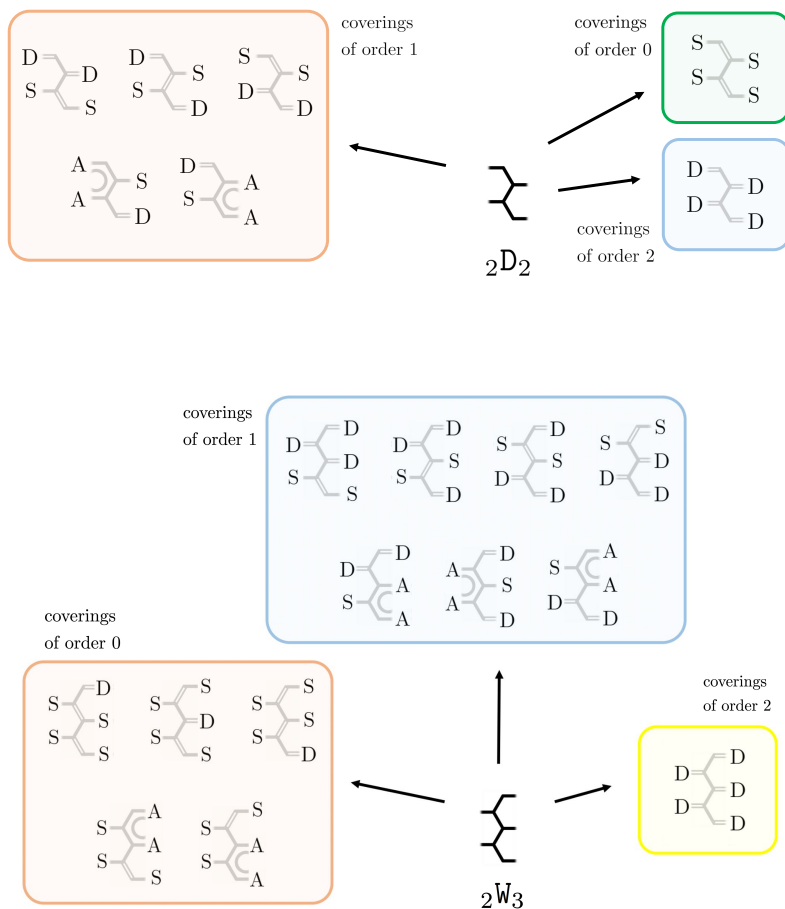 coverings
of order 1
coverings
of order 0
D D S S
D S S D
S S D D
A S A D
D A S A
S S S S
D D D D
coverings
of order 2
₂D₂
coverings
of order 1
D D D S S
D D S S D
D S S D D
S S D D D
D D A S A
D A S A D
A S A D D
coverings
of order 0
D S S S S
S S D S S
S S S S D
A S A S S
S S A S A
coverings
of order 2
D D D D D
₂W₃